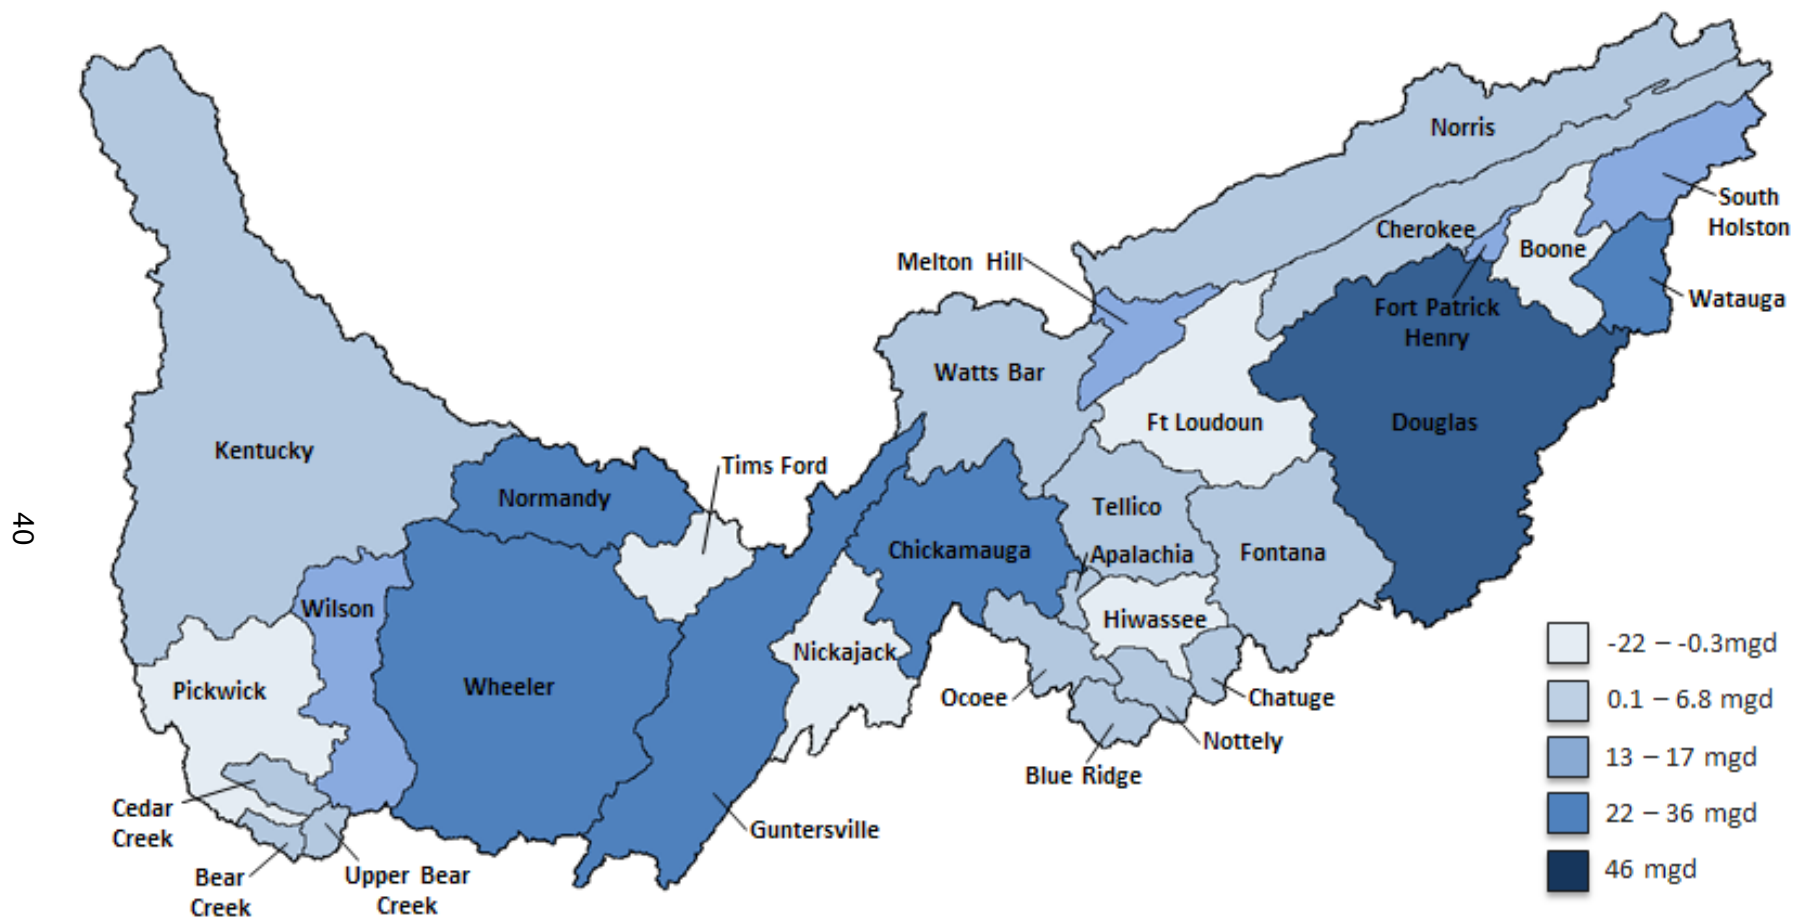 Norris
South
Holston
Cherokee
Boone
Melton Hill
Watauga
Fort Patrick
Henry
Watts Bar
Ft Loudoun
Douglas
Kentucky
Tims Ford
Normandy
Tellico
40
Chickamauga
Apalachia
Fontana
Wilson
Hiwassee
Nickajack
Pickwick
Wheeler
Ocoee
Chatuge
Nottely
Blue Ridge
Cedar
Creek
Guntersville
Bear
Creek
Upper Bear
Creek
-22 – -0.3mgd
0.1 – 6.8 mgd
13 – 17 mgd
22 – 36 mgd
46 mgd